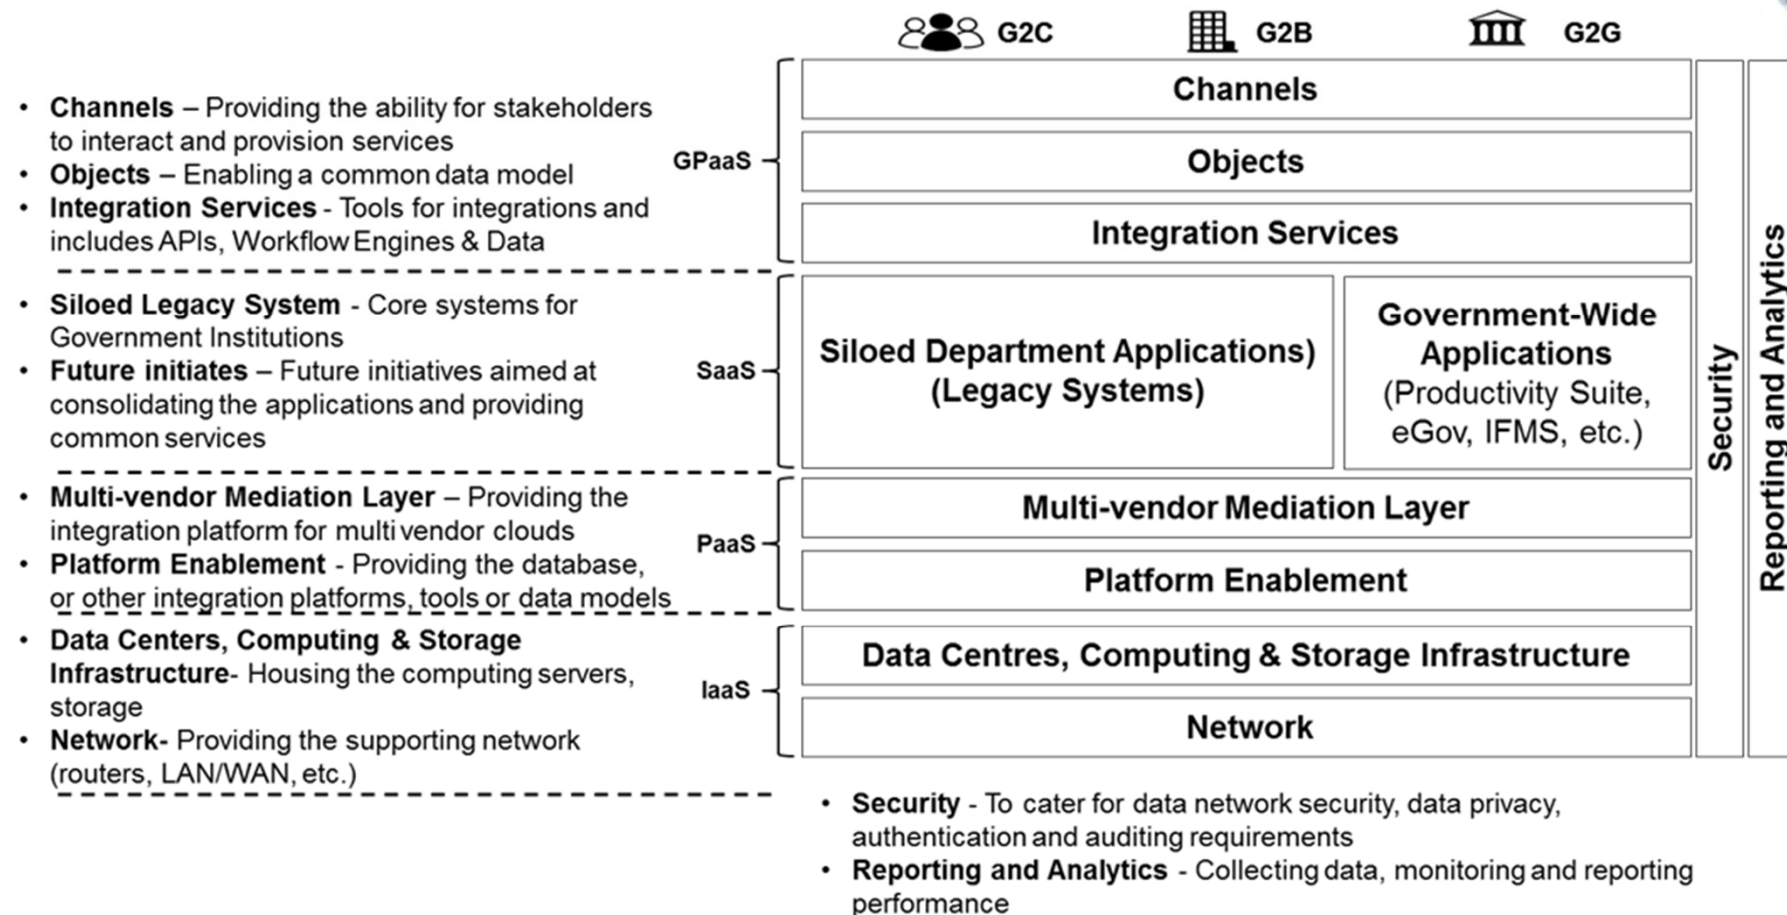 G2C G2B G2G
• Channels – Providing the ability for stakeholders
to interact and provision services
• Objects – Enabling a common data model
• Integration Services - Tools for integrations and
includes APIs, Workflow Engines & Data
GPaaS
Channels
Objects
Integration Services
• Siloed Legacy System - Core systems for
Government Institutions
• Future initiates – Future initiatives aimed at
consolidating the applications and providing
common services
SaaS
Siloed Department Applications)
(Legacy Systems)
Government-Wide
Applications
(Productivity Suite,
eGov, IFMS, etc.)
• Multi-vendor Mediation Layer – Providing the
integration platform for multi vendor clouds
• Platform Enablement - Providing the database,
or other integration platforms, tools or data models
PaaS
Multi-vendor Mediation Layer
Platform Enablement
• Data Centers, Computing & Storage
Infrastructure- Housing the computing servers,
storage
• Network- Providing the supporting network
(routers, LAN/WAN, etc.)
IaaS
Data Centres, Computing & Storage Infrastructure
Network
Security
Reporting and Analytics
• Security - To cater for data network security, data privacy,
authentication and auditing requirements
• Reporting and Analytics - Collecting data, monitoring and reporting
performance